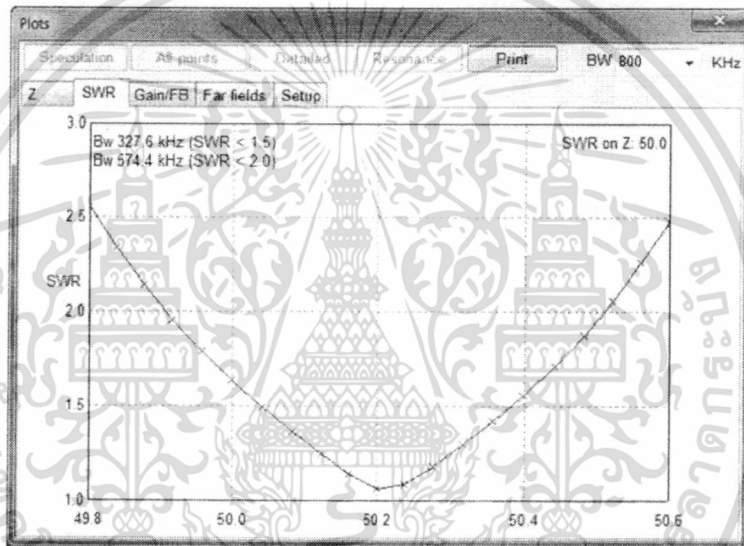 Plots
Speculation All points Detailed Resonance Print BW 800 KHz
Z SWR Gain/FB Far fields Setup
3.0
Bw 327.6 kHz (SWR < 1.5)
SWR on Z: 50.0
Bw 574.4 kHz (SWR < 2.0)
2.5
SWR
2.0
1.5
1.0
49.8 50.0 50.2 50.4 50.6